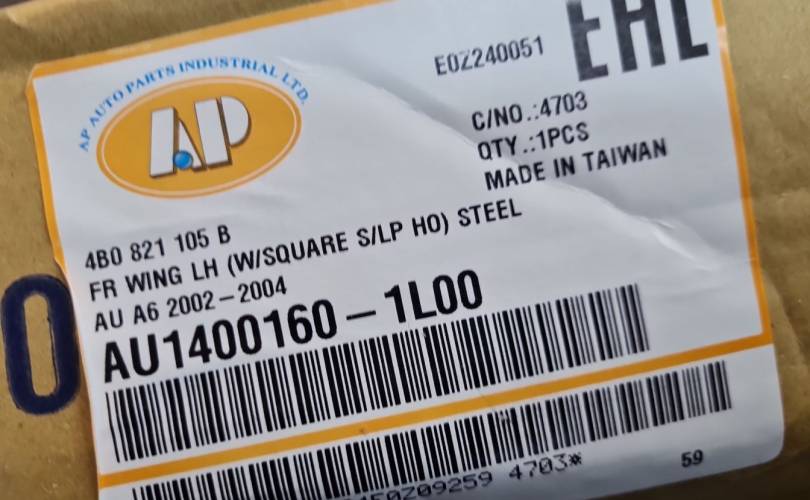 AP AUTO PARTS INDUSTRIAL LTD.
AP
E0Z240051
EAC
C/NO.:4703
QTY.:1PCS
MADE IN TAIWAN
4B0 821 105 B
FR WING LH (W/SQUARE S/LP HO) STEEL
AU A6 2002-2004
AU1400160-1L00
4703*
59